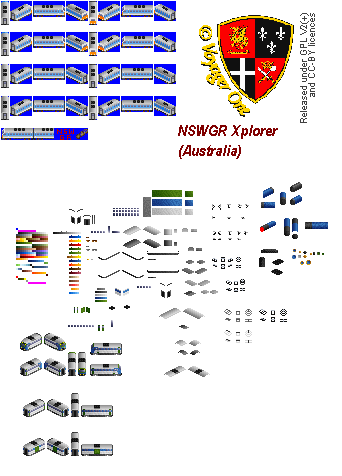 © Voyager One
Released under GPL V2(+)
and CC-BY licences
NSWGR Xplorer
(Australia)